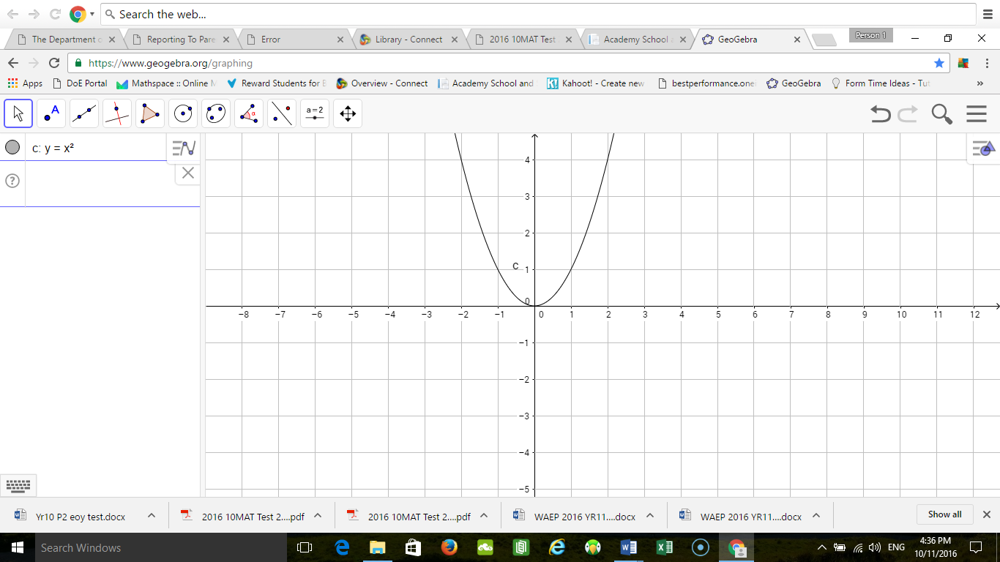 Search the web...
The Department c
Reporting To Pare
Error
Library - Connect
2016 10MAT Test
Academy School a
GeoGebra
Person 1
https://www.geogebra.org/graphing
Apps
DoE Portal
Mathspace :: Online M
Reward Students for B
Overview - Connect
Academy School and
Kahoot! - Create new
bestperformance.one
GeoGebra
Form Time Ideas - Tut
»
A
α
a = 2
c: y = x²
?
c
4
3
2
1
0
−8 −7 −6 −5 −4 −3 −2 −1 0 1 2 3 4 5 6 7 8 9 10 11 12
−1
−2
−3
−4
−5
Yr10 P2 eoy test.docx
2016 10MAT Test 2....pdf
2016 10MAT Test 2....pdf
WAEP 2016 YR11....docx
WAEP 2016 YR11....docx
Show all
Search Windows
ENG
4:36 PM
10/11/2016